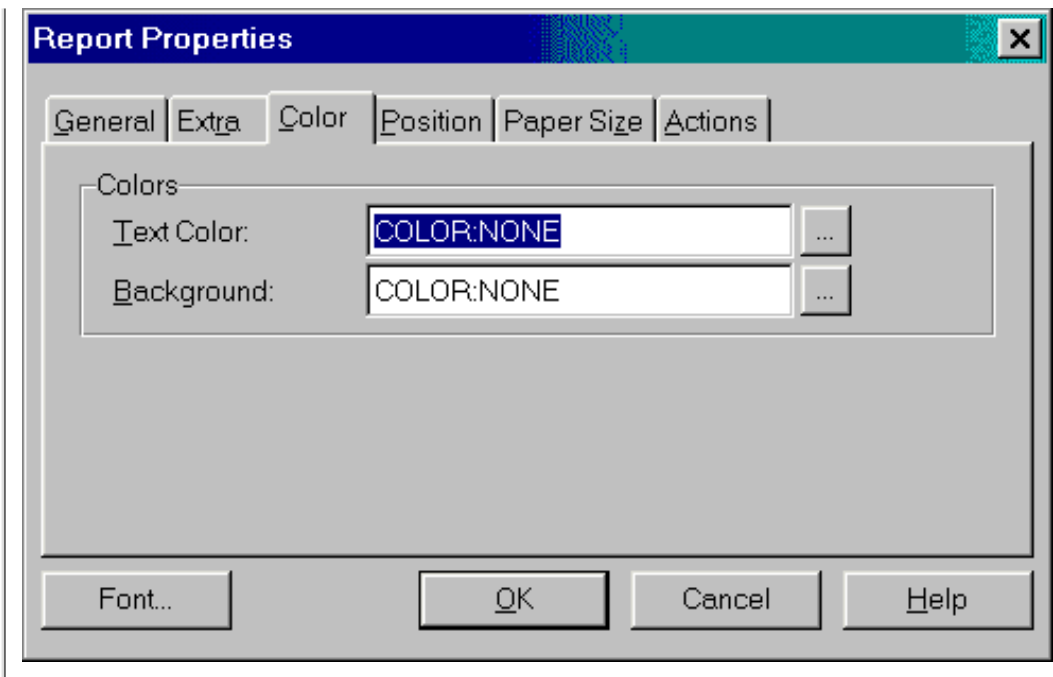 Report Properties
General Extra Color Position Paper Size Actions
Colors
Text Color: COLOR:NONE ...
Background: COLOR:NONE ...
Font... OK Cancel Help